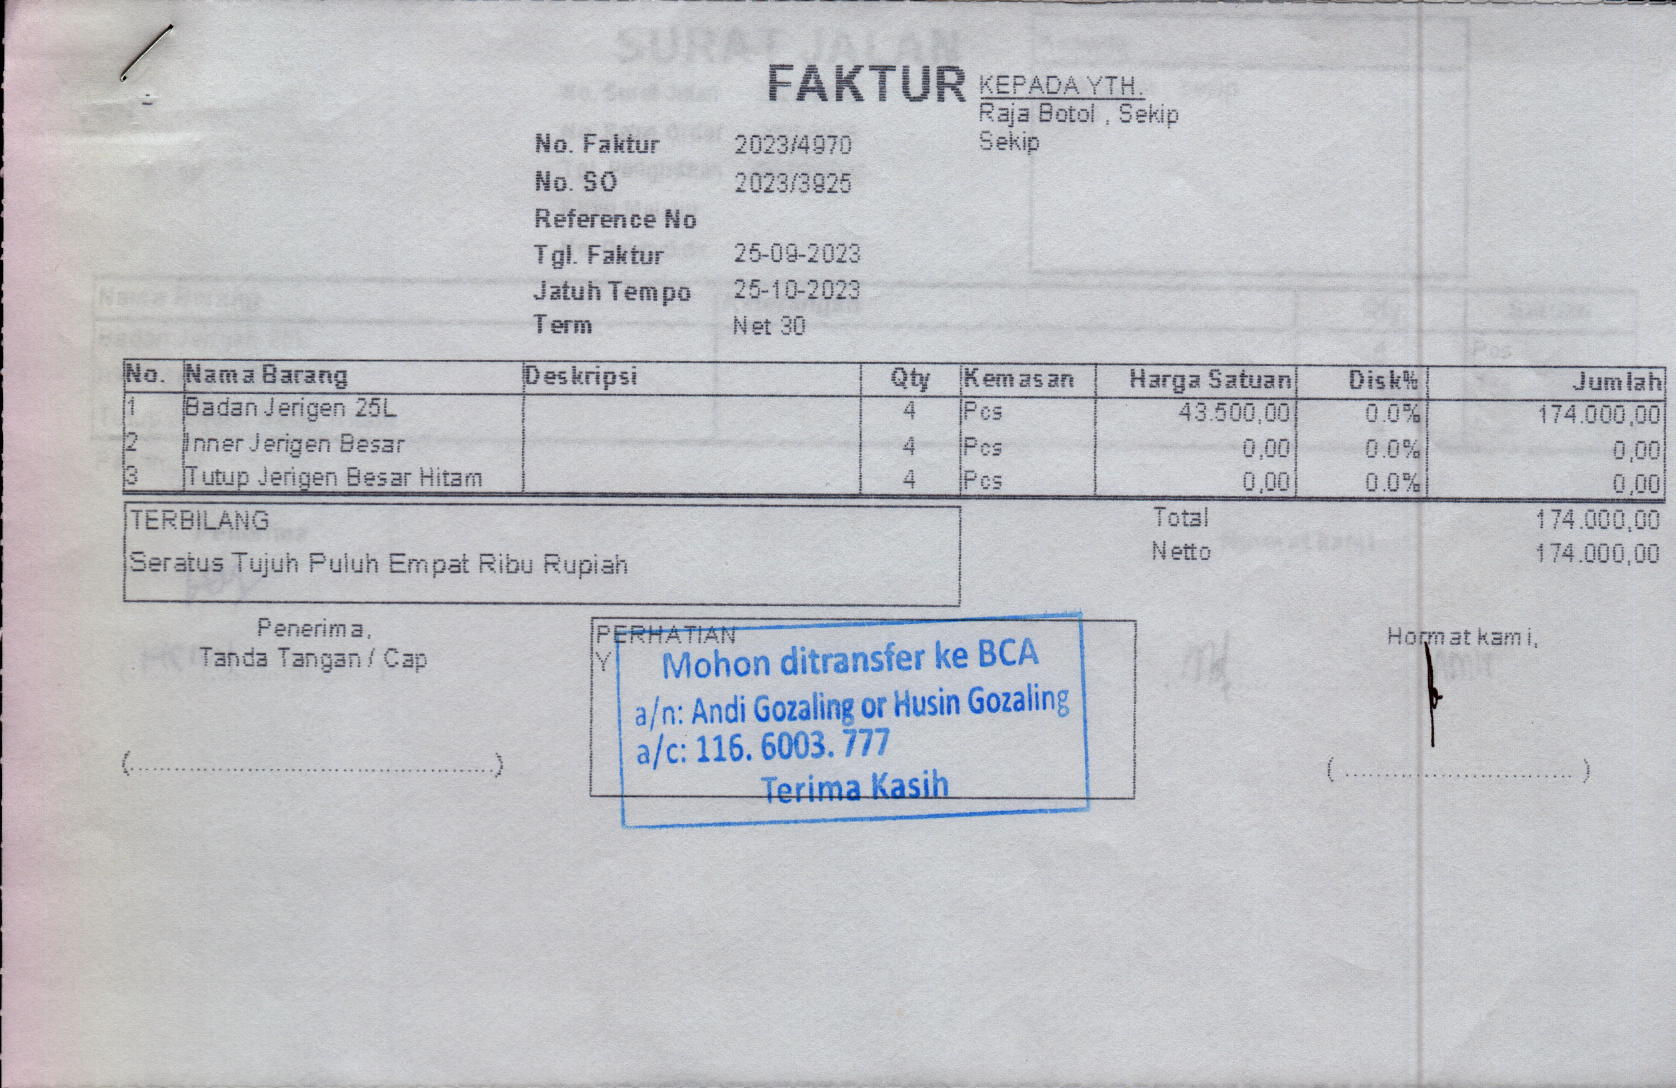 SURAT JALAN
FAKTUR
KEPADA YTH.
Raja Botol , Sekip
Sekip
No. Faktur 2023/4970
No. SO 2023/3925
Reference No
Tgl. Faktur 25-09-2023
Jatuh Tempo 25-10-2023
Term Net 30
No. Nama Barang Deskripsi Qty Kemasan Harga Satuan Disk% Jumlah
1 Badan Jerigen 25L 4 Pcs 43.500,00 0.0% 174.000,00
2 Inner Jerigen Besar 4 Pcs 0,00 0.0% 0,00
3 Tutup Jerigen Besar Hitam 4 Pcs 0,00 0.0% 0,00
TERBILANG
Seratus Tujuh Puluh Empat Ribu Rupiah
Total 174.000,00
Netto 174.000,00
Penerima,
Tanda Tangan / Cap
PERHATIAN
Y
Mohon ditransfer ke BCA
a/n: Andi Gozaling or Husin Gozaling
a/c: 116. 6003. 777
Terima Kasih
Hormat kami,
(..............................................)
( ............................. )